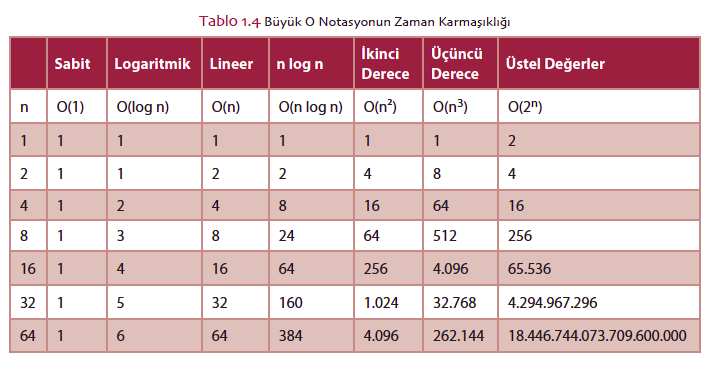 Tablo 1.4 Büyük O Notasyonun Zaman Karmaşıklığı
Sabit Logaritmik Lineer n log n İkinci Derece Üçüncü Derece Üstel Değerler
n O(1) O(log n) O(n) O(n log n) O(n²) O(n³) O(2ⁿ)
1 1 1 1 1 1 1 2
2 1 1 2 2 4 8 4
4 1 2 4 8 16 64 16
8 1 3 8 24 64 512 256
16 1 4 16 64 256 4.096 65.536
32 1 5 32 160 1.024 32.768 4.294.967.296
64 1 6 64 384 4.096 262.144 18.446.744.073.709.600.000